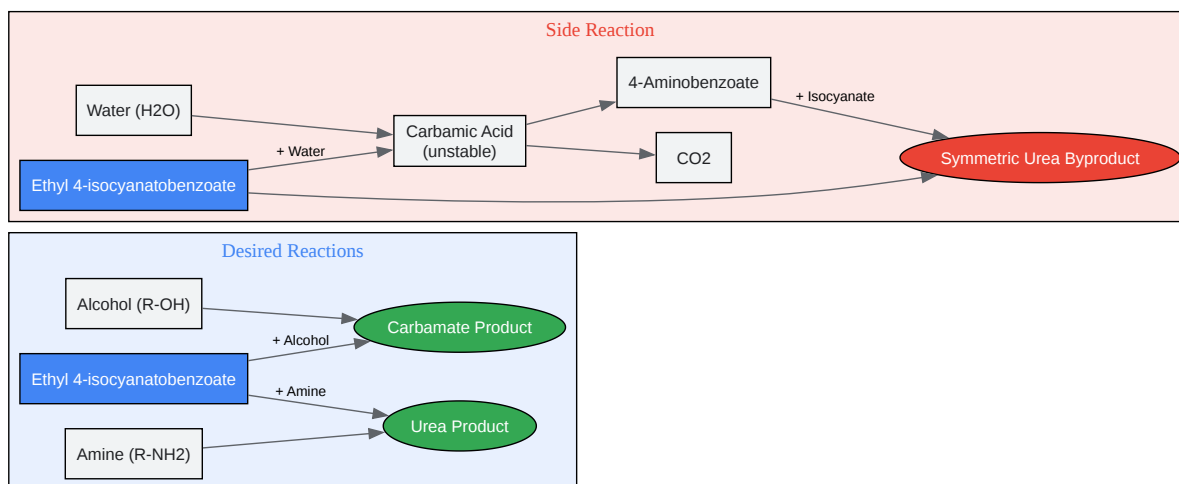 Side Reaction
Water (H2O)
Ethyl 4-isocyanatobenzoate
+ Water
Carbamic Acid
(unstable)
4-Aminobenzoate
CO2
+ Isocyanate
Symmetric Urea Byproduct
Desired Reactions
Alcohol (R-OH)
Ethyl 4-isocyanatobenzoate
Amine (R-NH2)
+ Alcohol
+ Amine
Carbamate Product
Urea Product